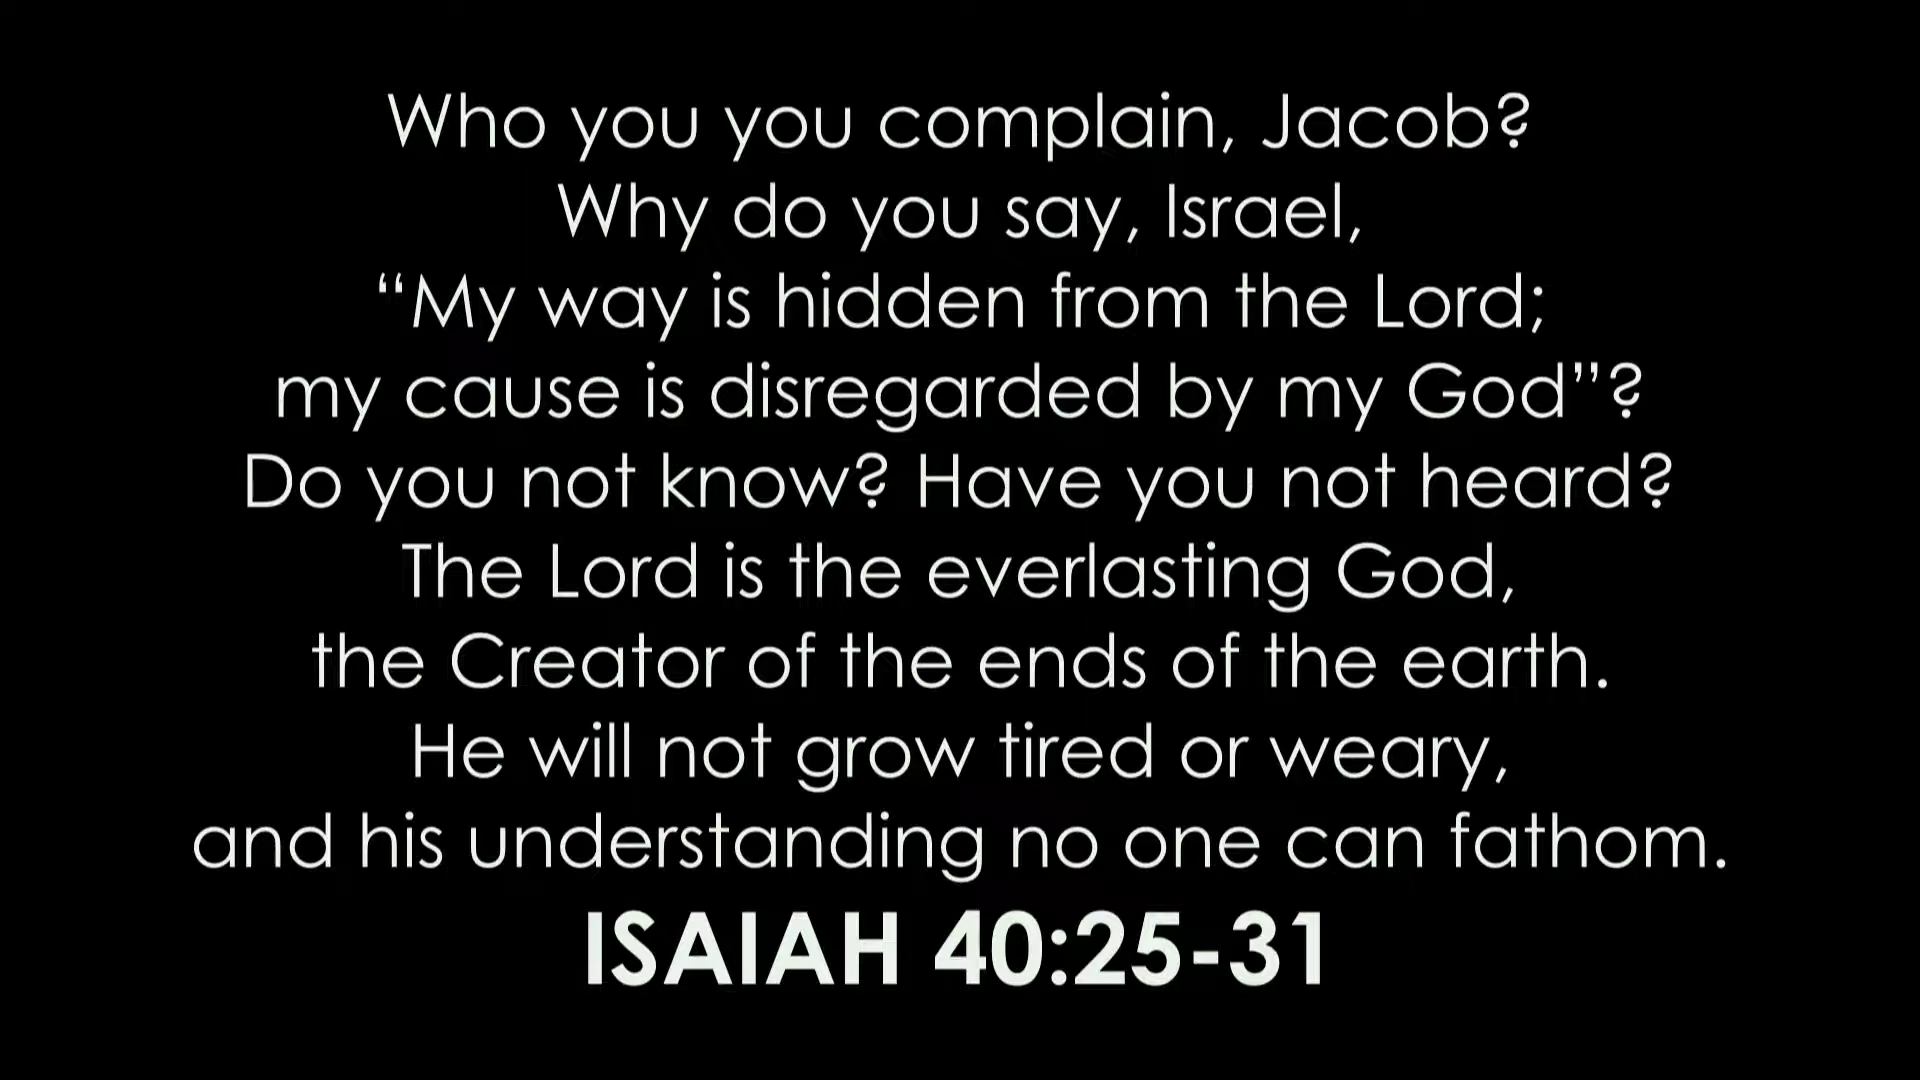 Who you you complain, Jacob?
Why do you say, Israel,
“My way is hidden from the Lord;
my cause is disregarded by my God”?
Do you not know? Have you not heard?
The Lord is the everlasting God,
the Creator of the ends of the earth.
He will not grow tired or weary,
and his understanding no one can fathom.
ISAIAH 40:25-31